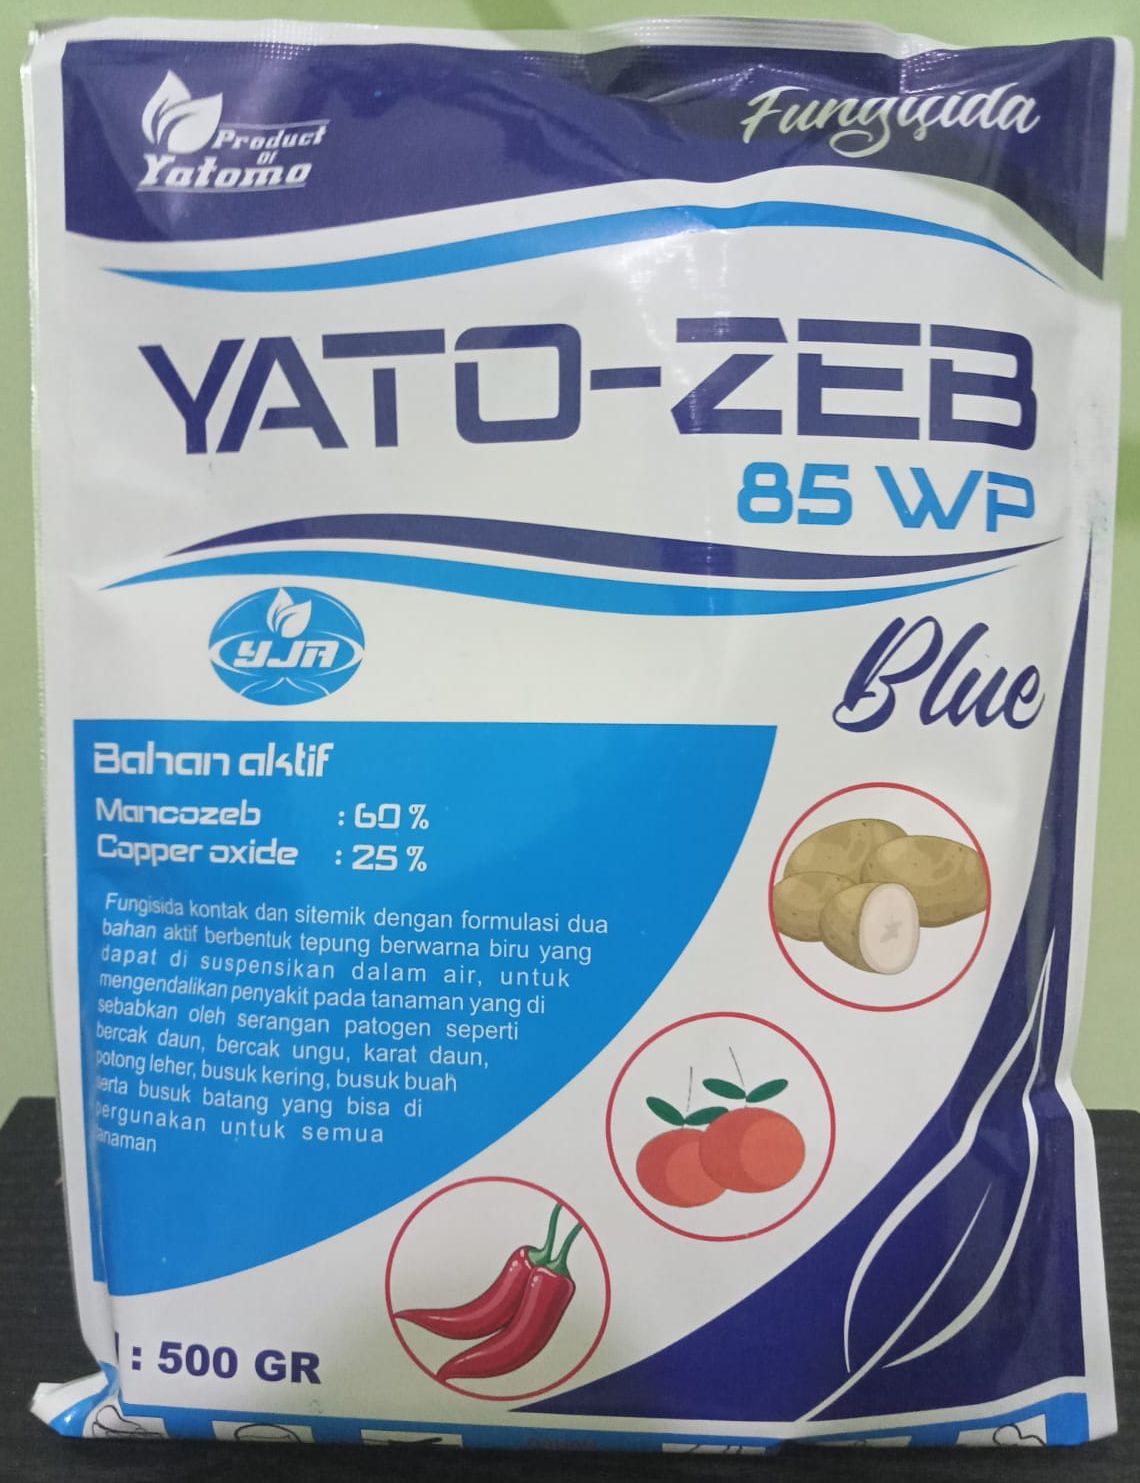 Product
Of
Yatomo
Fungisida
YATO-ZEB
85 WP
YJA
Blue
Bahan aktif
Mancozeb : 60 %
Copper oxide : 25 %
Fungisida kontak dan sitemik dengan formulasi dua
bahan aktif berbentuk tepung berwarna biru yang
dapat di suspensikan dalam air, untuk
mengendalikan penyakit pada tanaman yang di
sebabkan oleh serangan patogen seperti
bercak daun, bercak ungu, karat daun,
potong leher, busuk kering, busuk buah
serta busuk batang yang bisa di
pergunakan untuk semua
tanaman
: 500 GR